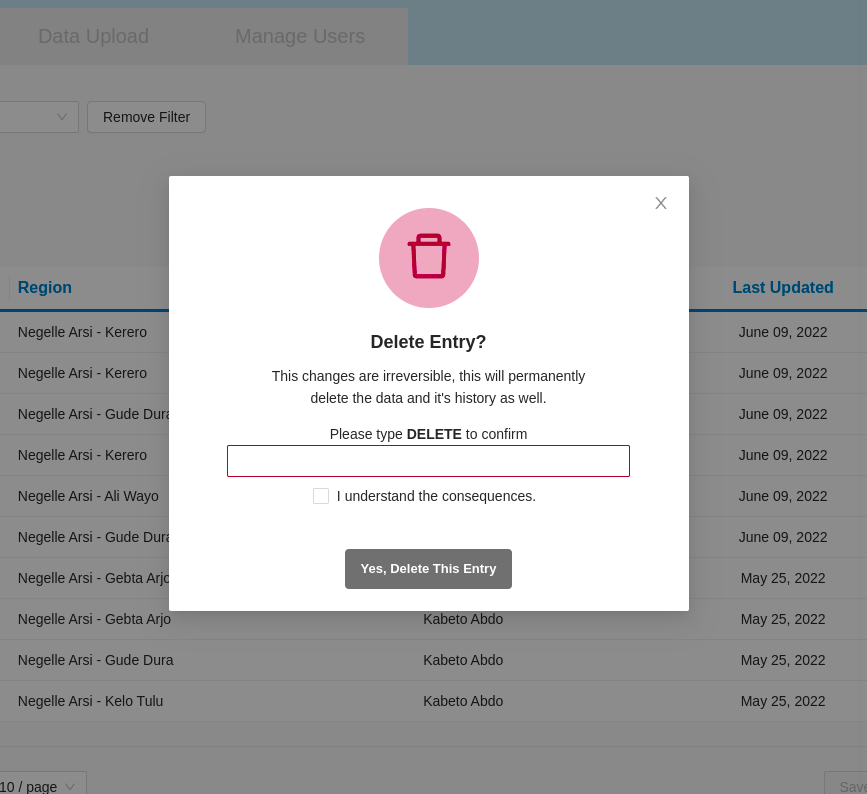 Data Upload Manage Users
Remove Filter
Delete Entry?
This changes are irreversible, this will permanently
delete the data and it's history as well.
Please type DELETE to confirm
I understand the consequences.
Yes, Delete This Entry
Region Last Updated
Negelle Arsi - Kerero June 09, 2022
Negelle Arsi - Kerero June 09, 2022
Negelle Arsi - Gude Dura June 09, 2022
Negelle Arsi - Kerero June 09, 2022
Negelle Arsi - Ali Wayo June 09, 2022
Negelle Arsi - Gude Dura June 09, 2022
Negelle Arsi - Gebta Arjo May 25, 2022
Negelle Arsi - Gebta Arjo Kabeto Abdo May 25, 2022
Negelle Arsi - Gude Dura Kabeto Abdo May 25, 2022
Negelle Arsi - Kelo Tulu Kabeto Abdo May 25, 2022
10 / page Save